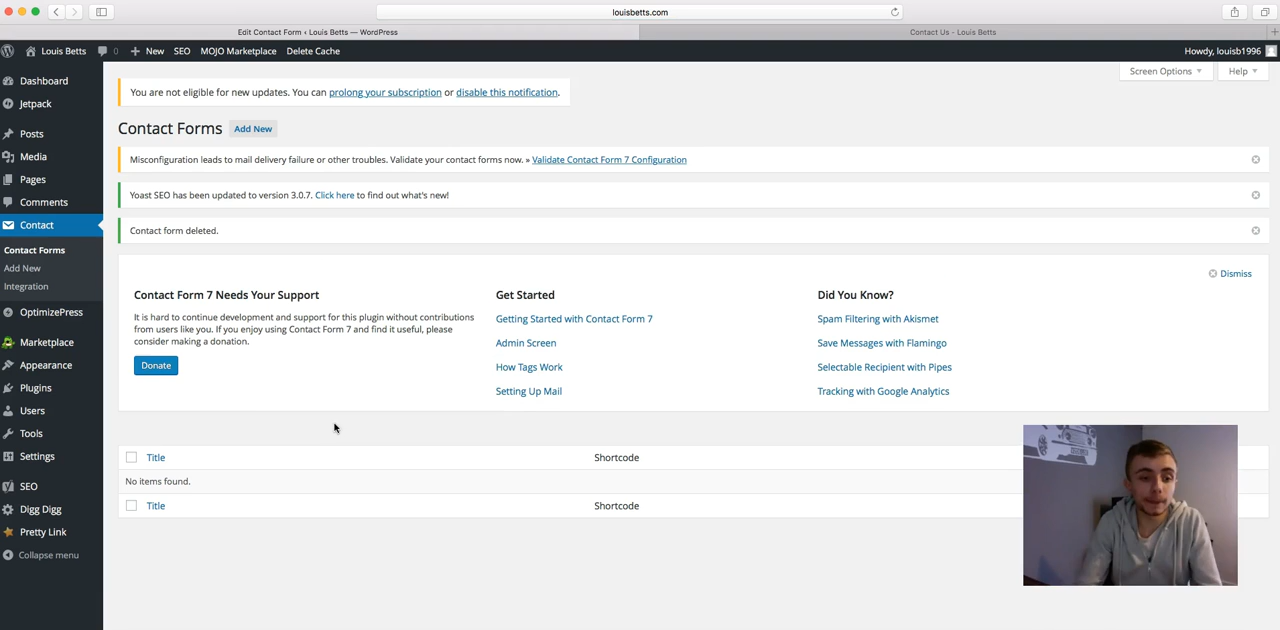 louisbetts.com
Edit Contact Form ‹ Louis Betts — WordPress
Contact Us - Louis Betts
Louis Betts
0
New
SEO
MOJO Marketplace
Delete Cache
Howdy, louisb1996
Dashboard
Jetpack
Posts
Media
Pages
Comments
Contact
Contact Forms
Add New
Integration
OptimizePress
Marketplace
Appearance
Plugins
Users
Tools
Settings
SEO
Digg Digg
Pretty Link
Collapse menu
Screen Options
Help
You are not eligible for new updates. You can prolong your subscription or disable this notification.
Contact Forms
Add New
Misconfiguration leads to mail delivery failure or other troubles. Validate your contact forms now. » Validate Contact Form 7 Configuration
Yoast SEO has been updated to version 3.0.7. Click here to find out what's new!
Contact form deleted.
Dismiss
Contact Form 7 Needs Your Support
It is hard to continue development and support for this plugin without contributions
from users like you. If you enjoy using Contact Form 7 and find it useful, please
consider making a donation.
Donate
Get Started
Getting Started with Contact Form 7
Admin Screen
How Tags Work
Setting Up Mail
Did You Know?
Spam Filtering with Akismet
Save Messages with Flamingo
Selectable Recipient with Pipes
Tracking with Google Analytics
Title
Shortcode
No items found.
Title
Shortcode